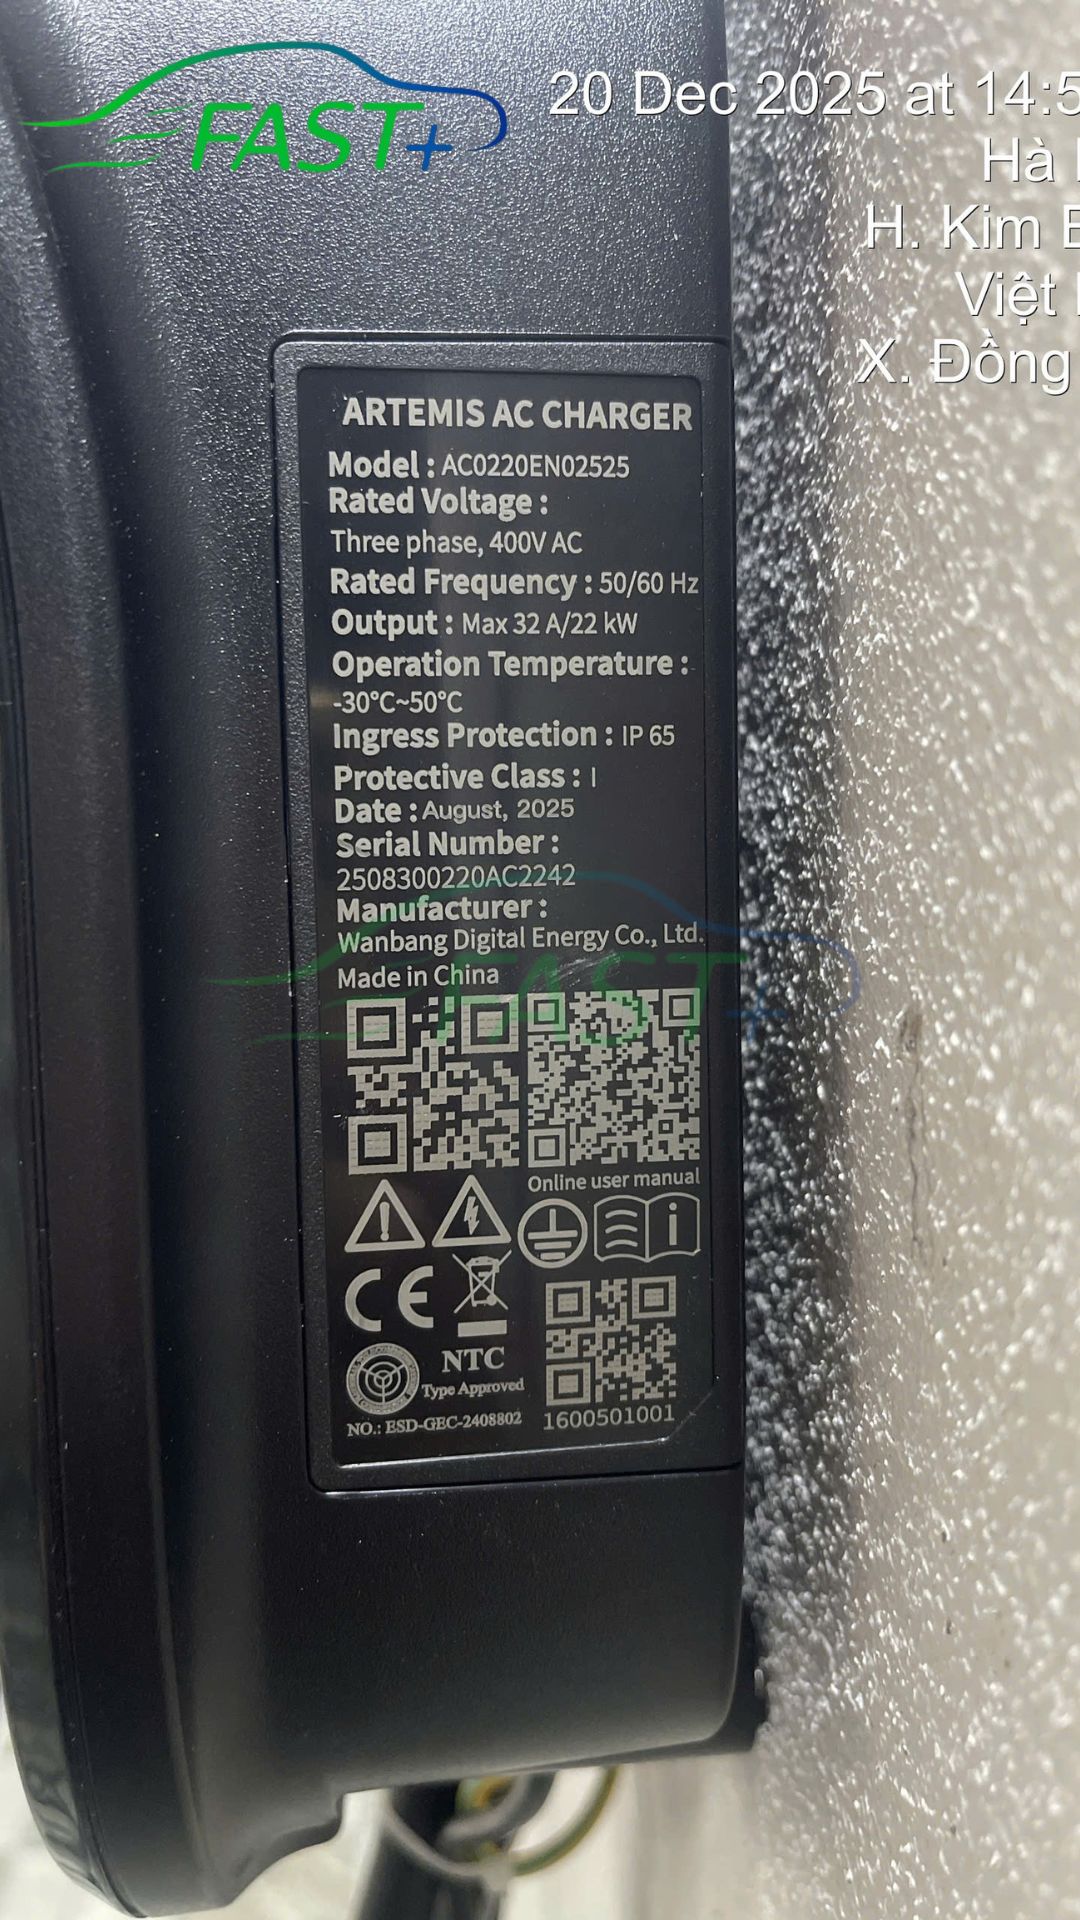 FAST+
20 Dec 2025 at 14:5
Hà
H. Kim
Việt
X. Đồng
ARTEMIS AC CHARGER
Model : AC0220EN02525
Rated Voltage :
Three phase, 400V AC
Rated Frequency : 50/60 Hz
Output : Max 32 A/22 kW
Operation Temperature :
-30°C~50°C
Ingress Protection : IP 65
Protective Class : I
Date : August, 2025
Serial Number :
2508300220AC2242
Manufacturer :
Wanbang Digital Energy Co., Ltd.
Made in China
FAST+
Online user manual
CE
NTC
Type Approved
NO.: ESD-GEC-2408802
1600501001